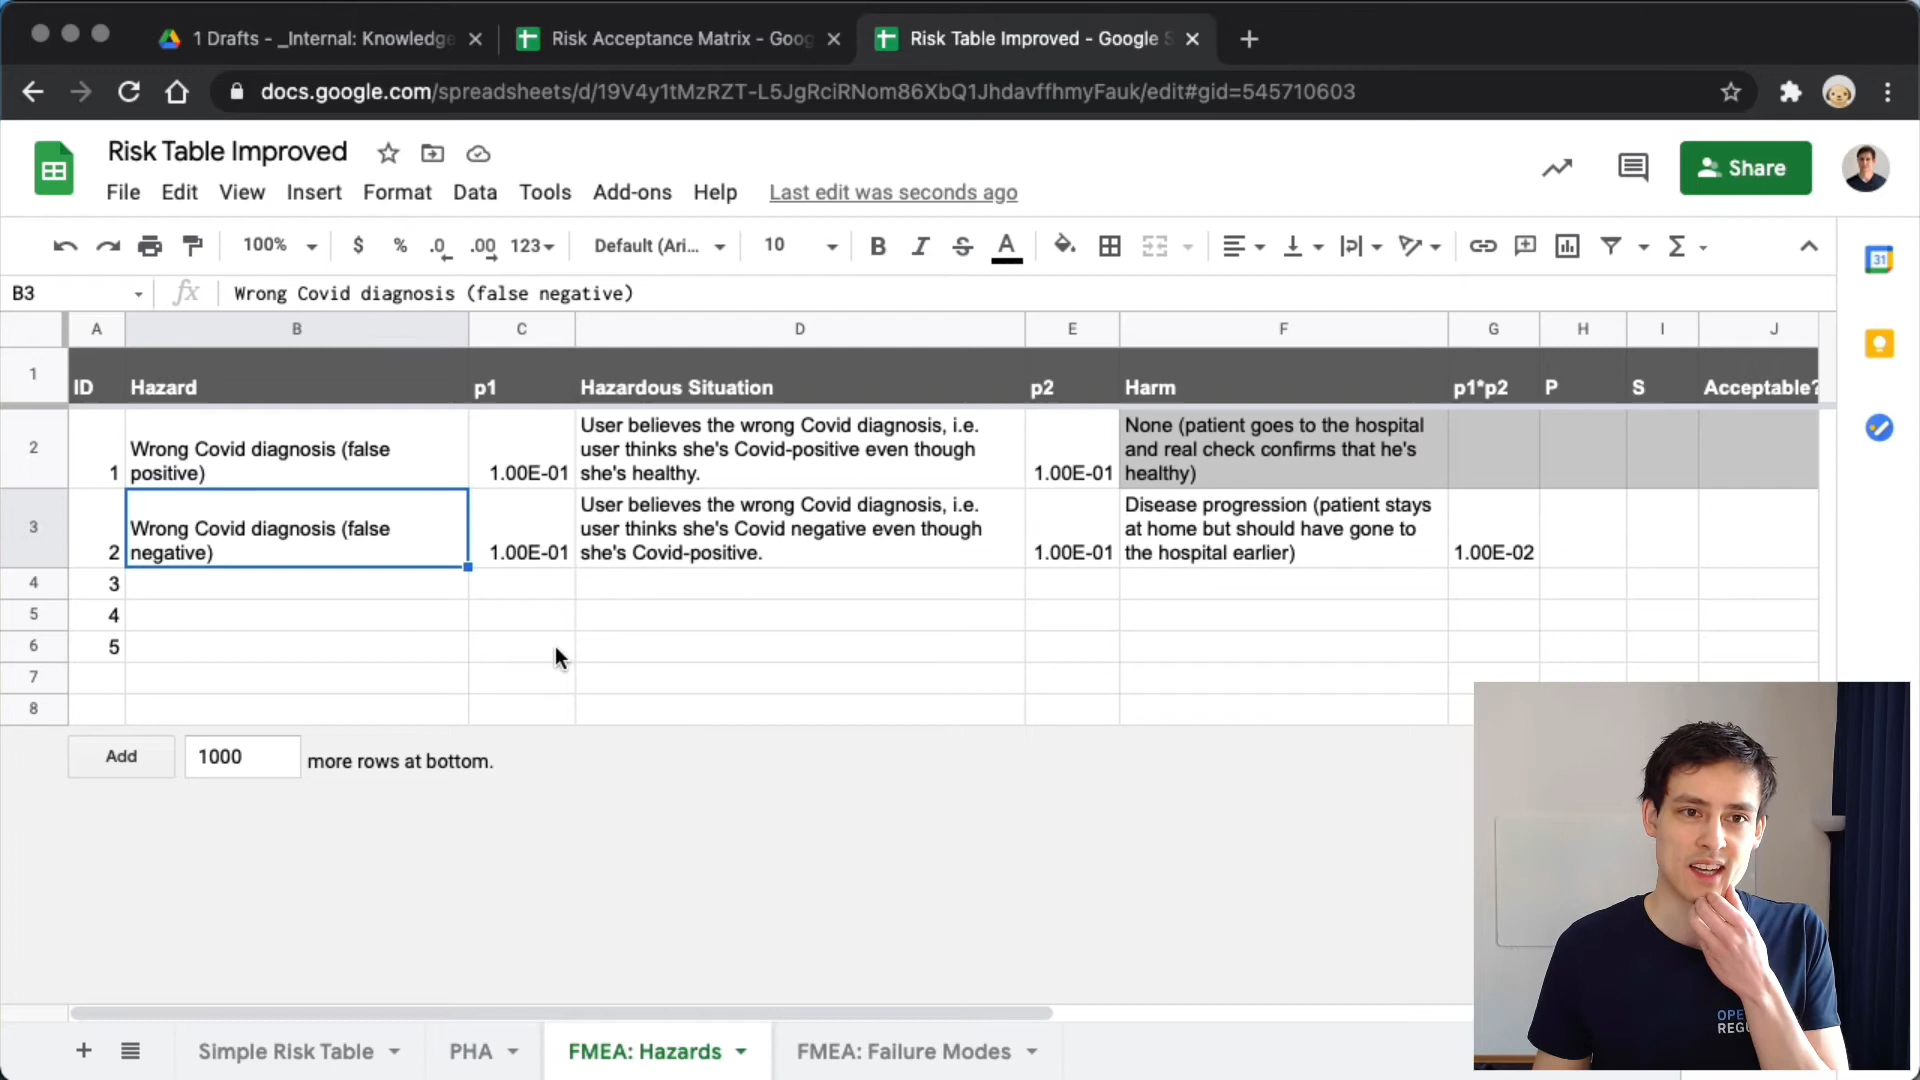 1 Drafts - _Internal: Knowledge
Risk Acceptance Matrix - Goog
Risk Table Improved - Google S
docs.google.com/spreadsheets/d/19V4y1tMzRZT-L5JgRciRNom86XbQ1JhdavffhmyFauk/edit#gid=545710603
Risk Table Improved
File Edit View Insert Format Data Tools Add-ons Help Last edit was seconds ago
Share
100% $ % .0 .00 123 Default (Ari... 10 B I S A
31
B3 fx Wrong Covid diagnosis (false negative)
A B C D E F G H I J
1 ID Hazard p1 Hazardous Situation p2 Harm p1*p2 P S Acceptable?
2 1 Wrong Covid diagnosis (false
positive)
1.00E-01
User believes the wrong Covid diagnosis, i.e.
user thinks she's Covid-positive even though
she's healthy.
1.00E-01
None (patient goes to the hospital
and real check confirms that he's
healthy)
3 2 Wrong Covid diagnosis (false
negative)
1.00E-01
User believes the wrong Covid diagnosis, i.e.
user thinks she's Covid negative even though
she's Covid-positive.
1.00E-01
Disease progression (patient stays
at home but should have gone to
the hospital earlier)
1.00E-02
4 3
5 4
6 5
7
8
Add 1000 more rows at bottom.
OPE
REGU
Simple Risk Table PHA FMEA: Hazards FMEA: Failure Modes